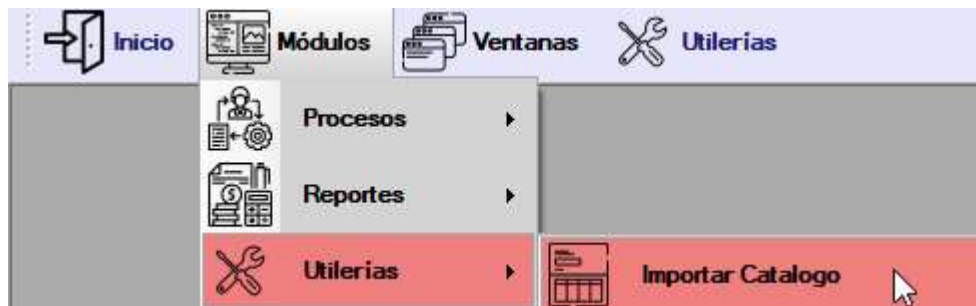 Inicio Módulos Ventanas Utilerías
Procesos
Reportes
Utilerias Importar Catalogo